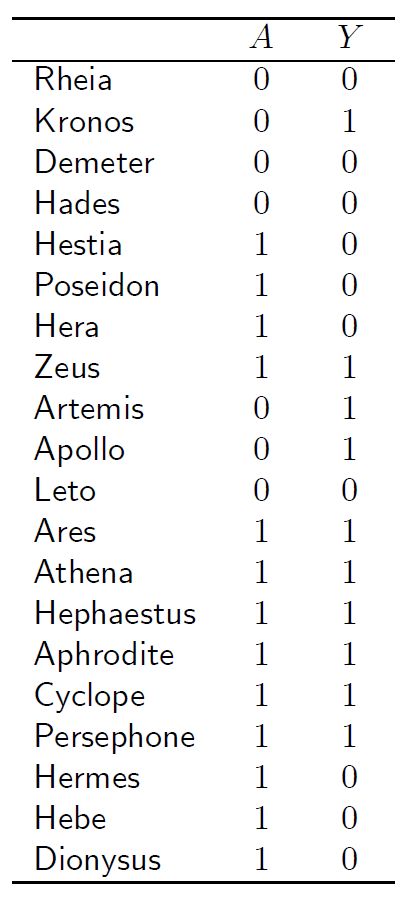 A Y
Rheia 0 0
Kronos 0 1
Demeter 0 0
Hades 0 0
Hestia 1 0
Poseidon 1 0
Hera 1 0
Zeus 1 1
Artemis 0 1
Apollo 0 1
Leto 0 0
Ares 1 1
Athena 1 1
Hephaestus 1 1
Aphrodite 1 1
Cyclope 1 1
Persephone 1 1
Hermes 1 0
Hebe 1 0
Dionysus 1 0